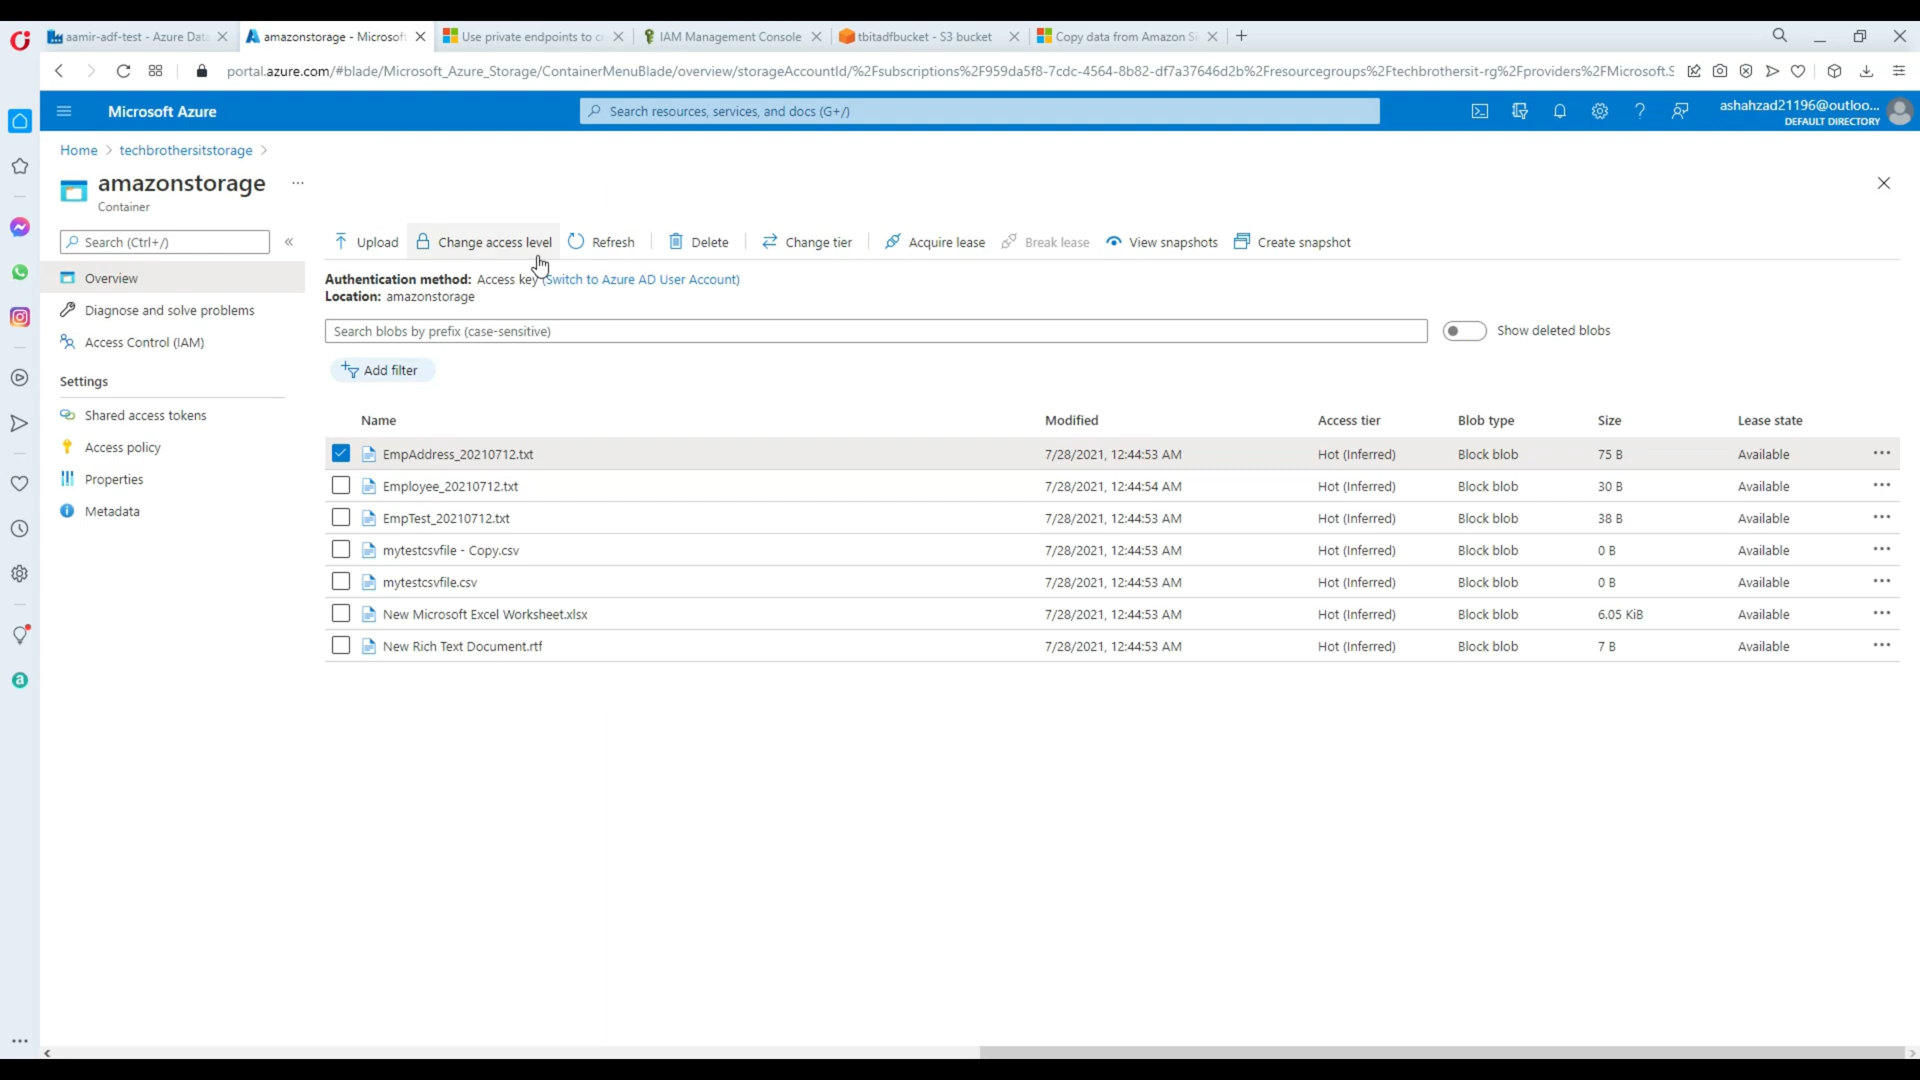 aamir-adf-test - Azure Data
amazonstorage - Microsoft
Use private endpoints to c
IAM Management Console
tbitadfbucket - S3 bucket
Copy data from Amazon Si
portal.azure.com/#blade/Microsoft_Azure_Storage/ContainerMenuBlade/overview/storageAccountId/%2Fsubscriptions%2F959da5f8-7cdc-4564-8b82-df7a37646d2b%2Fresourcegroups%2Ftechbrothersit-rg%2Fproviders%2FMicrosoft.S
Microsoft Azure
Search resources, services, and docs (G+/)
ashahzad21196@outloo...
DEFAULT DIRECTORY
Home > techbrothersitstorage >
amazonstorage ...
Container
Search (Ctrl+/)
«
Upload
Change access level
Refresh
Delete
Change tier
Acquire lease
Break lease
View snapshots
Create snapshot
Overview
Diagnose and solve problems
Access Control (IAM)
Settings
Shared access tokens
Access policy
Properties
Metadata
Authentication method: Access key (Switch to Azure AD User Account)
Location: amazonstorage
Search blobs by prefix (case-sensitive)
Show deleted blobs
Add filter
Name Modified Access tier Blob type Size Lease state
EmpAddress_20210712.txt 7/28/2021, 12:44:53 AM Hot (Inferred) Block blob 75 B Available ...
Employee_20210712.txt 7/28/2021, 12:44:54 AM Hot (Inferred) Block blob 30 B Available ...
EmpTest_20210712.txt 7/28/2021, 12:44:53 AM Hot (Inferred) Block blob 38 B Available ...
mytestcsvfile - Copy.csv 7/28/2021, 12:44:53 AM Hot (Inferred) Block blob 0 B Available ...
mytestcsvfile.csv 7/28/2021, 12:44:53 AM Hot (Inferred) Block blob 0 B Available ...
New Microsoft Excel Worksheet.xlsx 7/28/2021, 12:44:53 AM Hot (Inferred) Block blob 6.05 KiB Available ...
New Rich Text Document.rtf 7/28/2021, 12:44:53 AM Hot (Inferred) Block blob 7 B Available ...